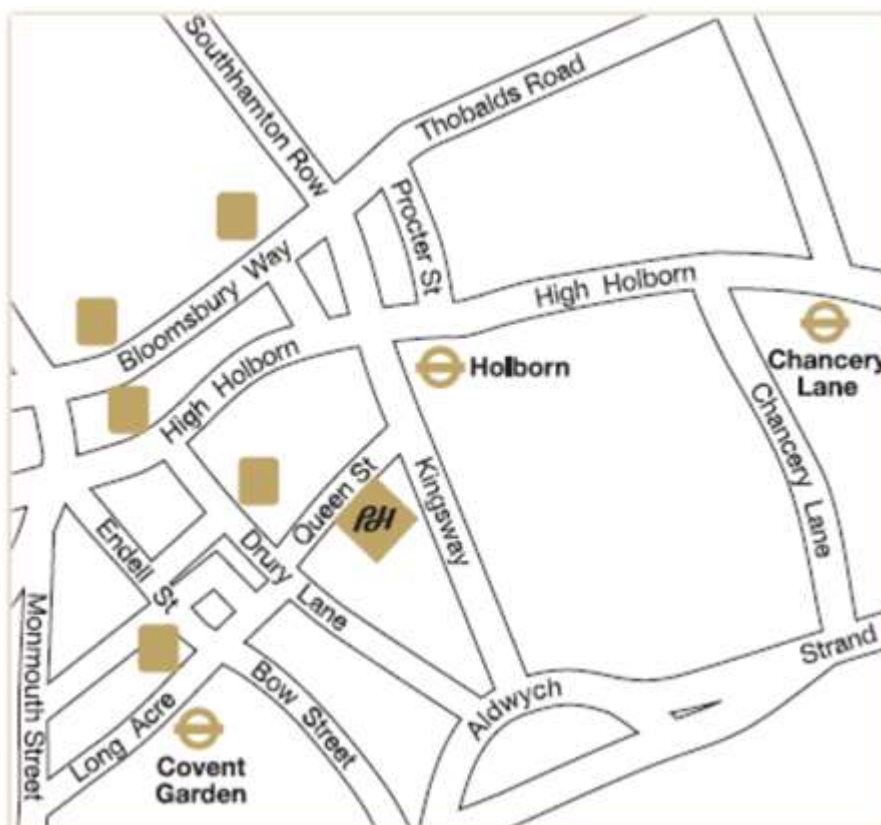 Southhamton Row
Thobalds Road
Procter St
Bloomsbury Way
High Holborn
High Holborn
Holborn
Chancery
Lane
Chancery Lane
Queen St
Kingsway
Endell St
Drury Lane
Monmouth Street
Strand
Bow Street
Aldwych
Long Acre
Covent
Garden